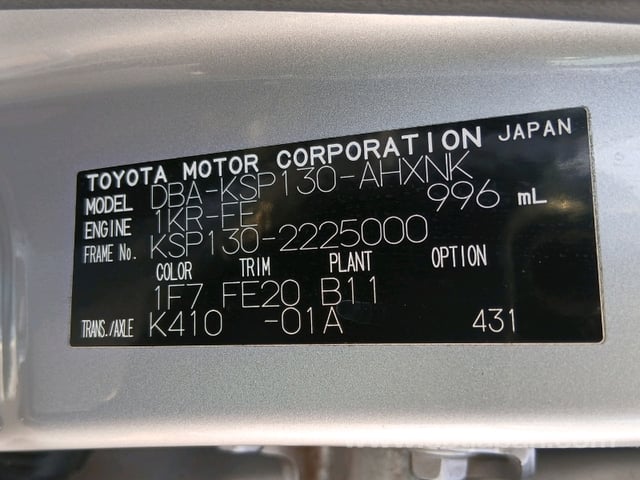 TOYOTA MOTOR CORPORATION JAPAN
MODEL DBA-KSP130-AHXNK
ENGINE 1KR-FE 996 mL
FRAME No. KSP130-2225000
COLOR TRIM PLANT OPTION
1F7 FE20 B11
TRANS./AXLE K410 -01A 431